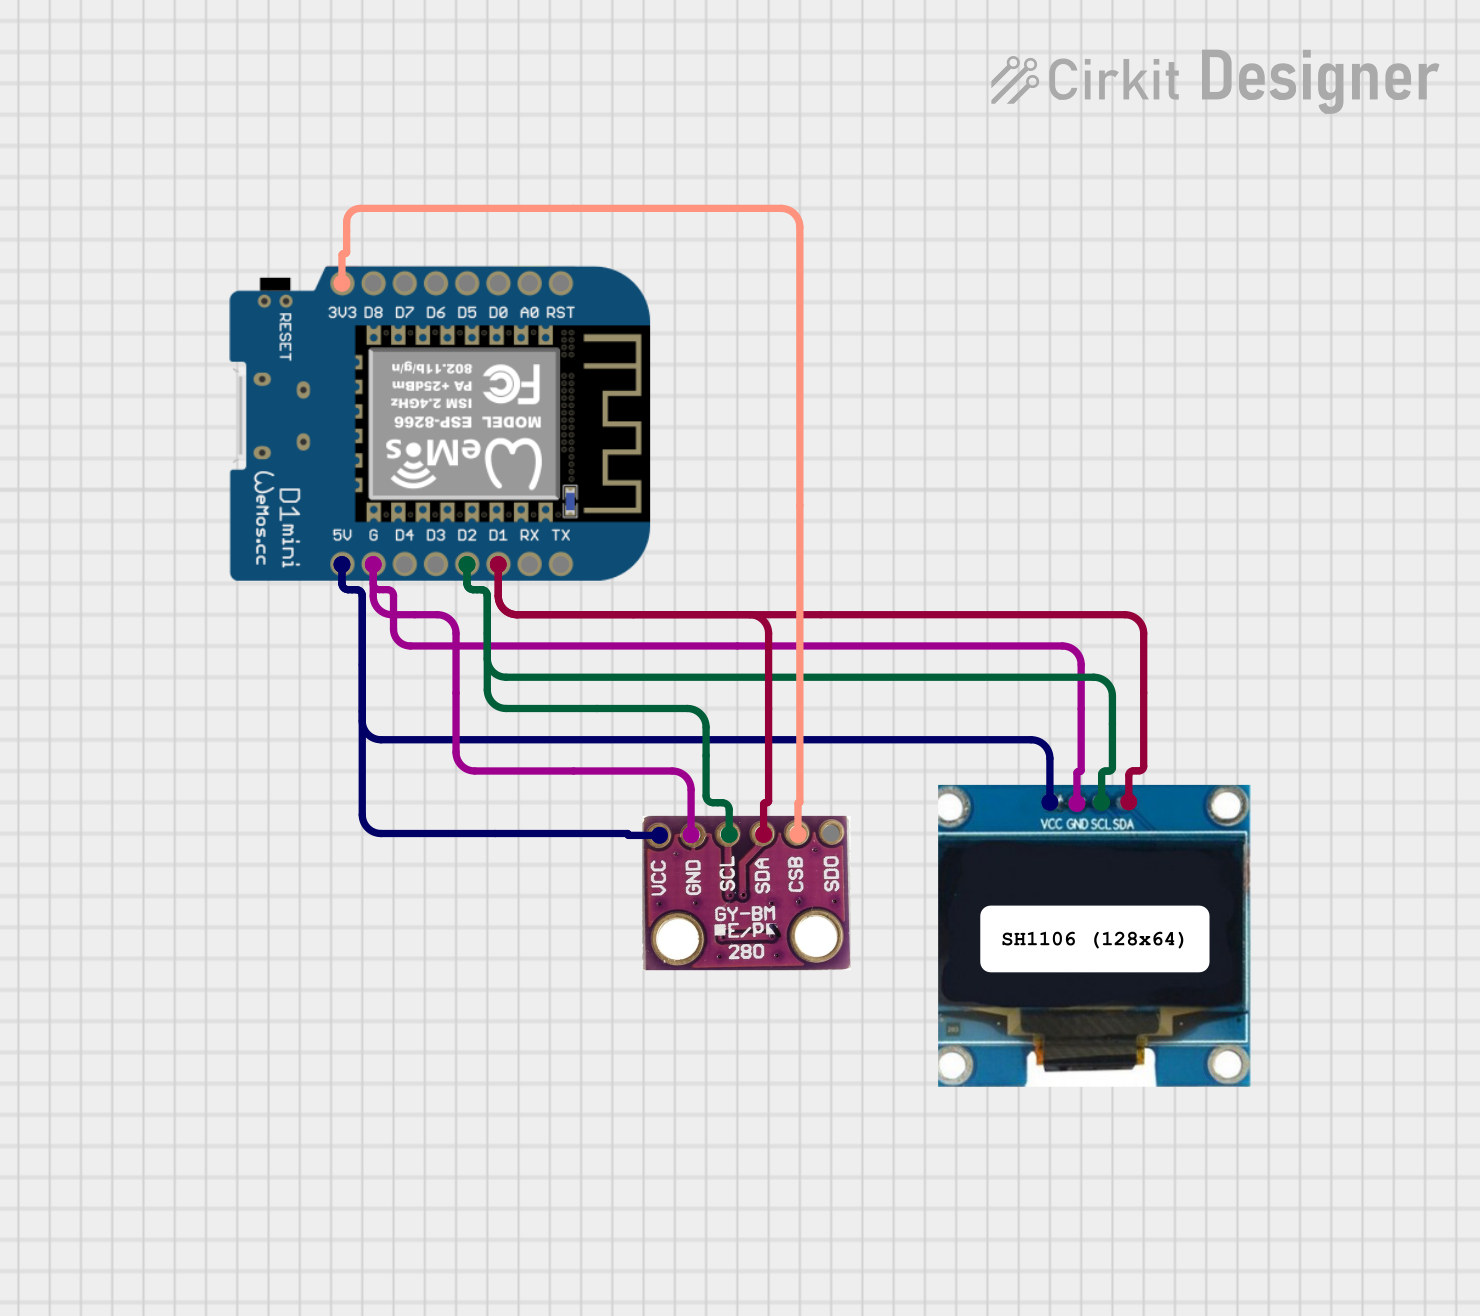 Cirkit Designer
3V3 D8 D7 D6 D5 D0 A0 RST
RESET
802.11b/g/n
PA +25dBm
ISM 2.4GHz
MODEL ESP-8266
FC
WeMos
D1 mini
WeMos.cc
5V G D4 D3 D2 D1 RX TX
VCC GND SCL SDA
VCC GND SCL SDA CSB SDO
GY-BM
E/P
280
SH1106 (128x64)